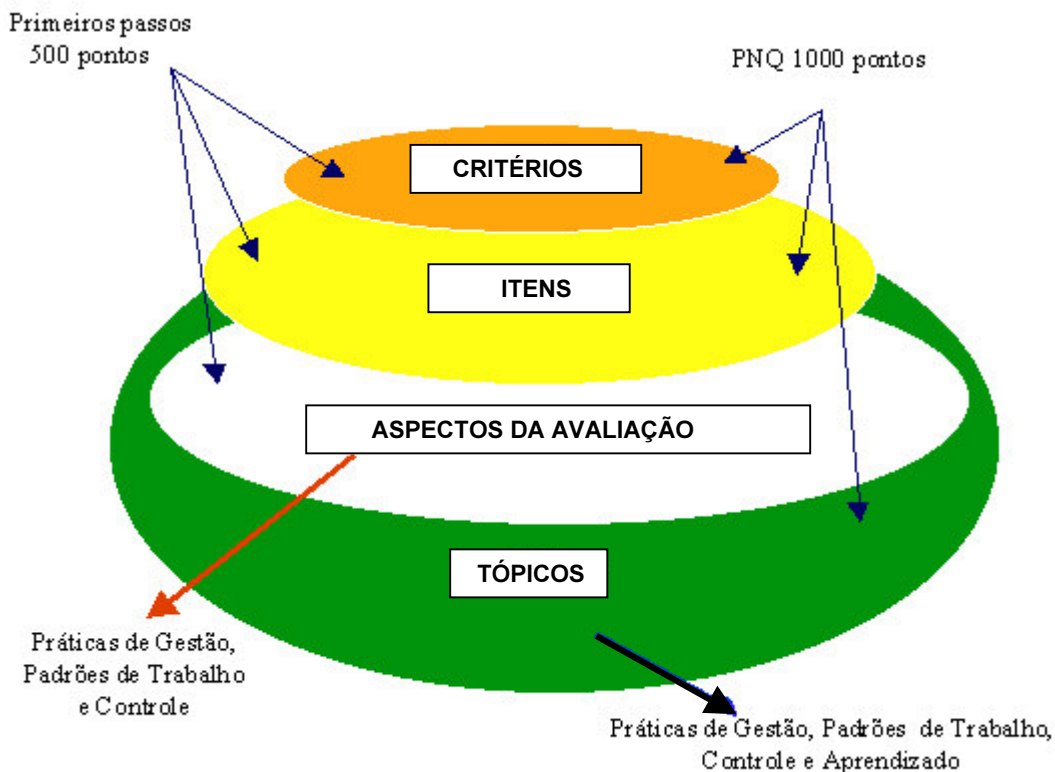 Primeiros passos
500 pontos
PNQ 1000 pontos
CRITÉRIOS
ITENS
ASPECTOS DA AVALIAÇÃO
TÓPICOS
Práticas de Gestão,
Padrões de Trabalho
e Controle
Práticas de Gestão, Padrões de Trabalho,
Controle e Aprendizado